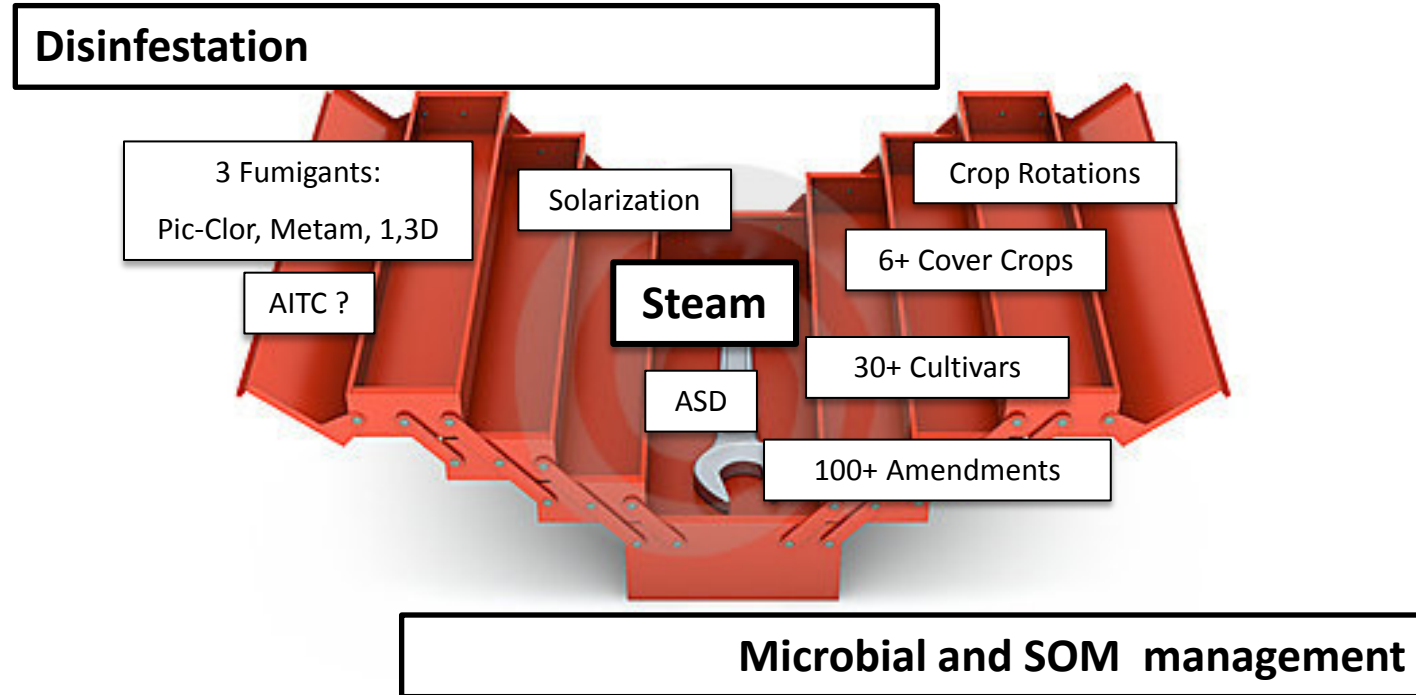 Disinfestation
3 Fumigants:
Pic-Clor, Metam, 1,3D
Solarization
Crop Rotations
6+ Cover Crops
AITC ?
Steam
30+ Cultivars
ASD
100+ Amendments
Microbial and SOM  management